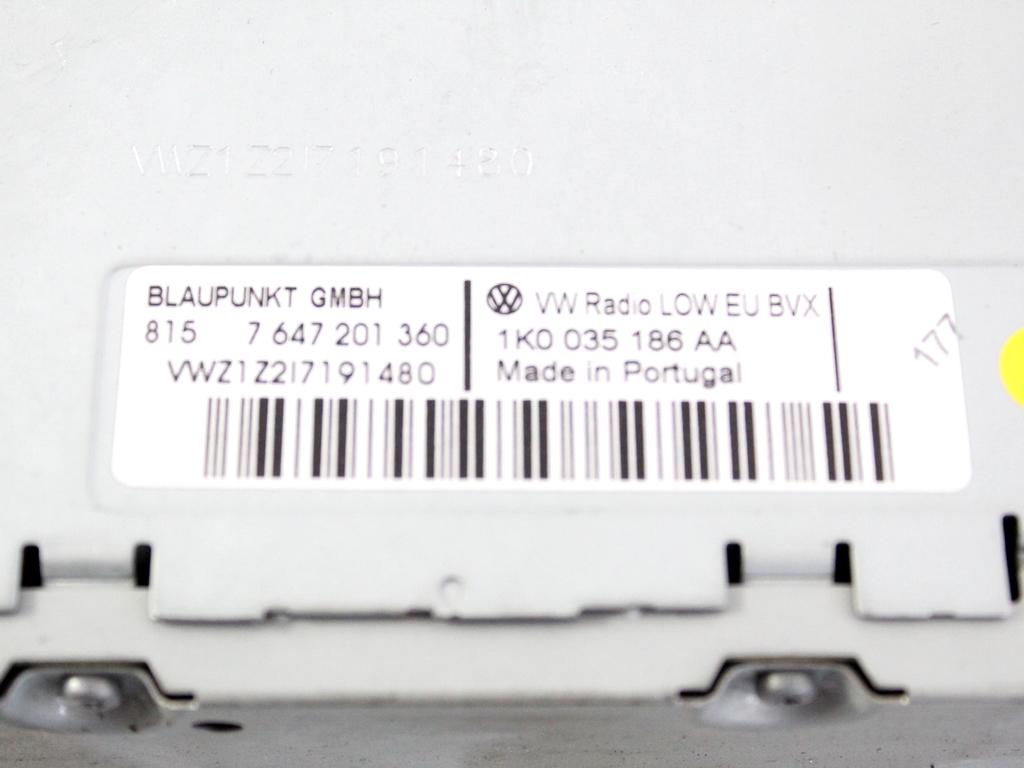 VWZ1Z2I7191480
BLAUPUNKT GMBH
815 7 647 201 360
VWZ1Z2I7191480
VW Radio LOW EU BVX
1K0 035 186 AA
Made in Portugal
177